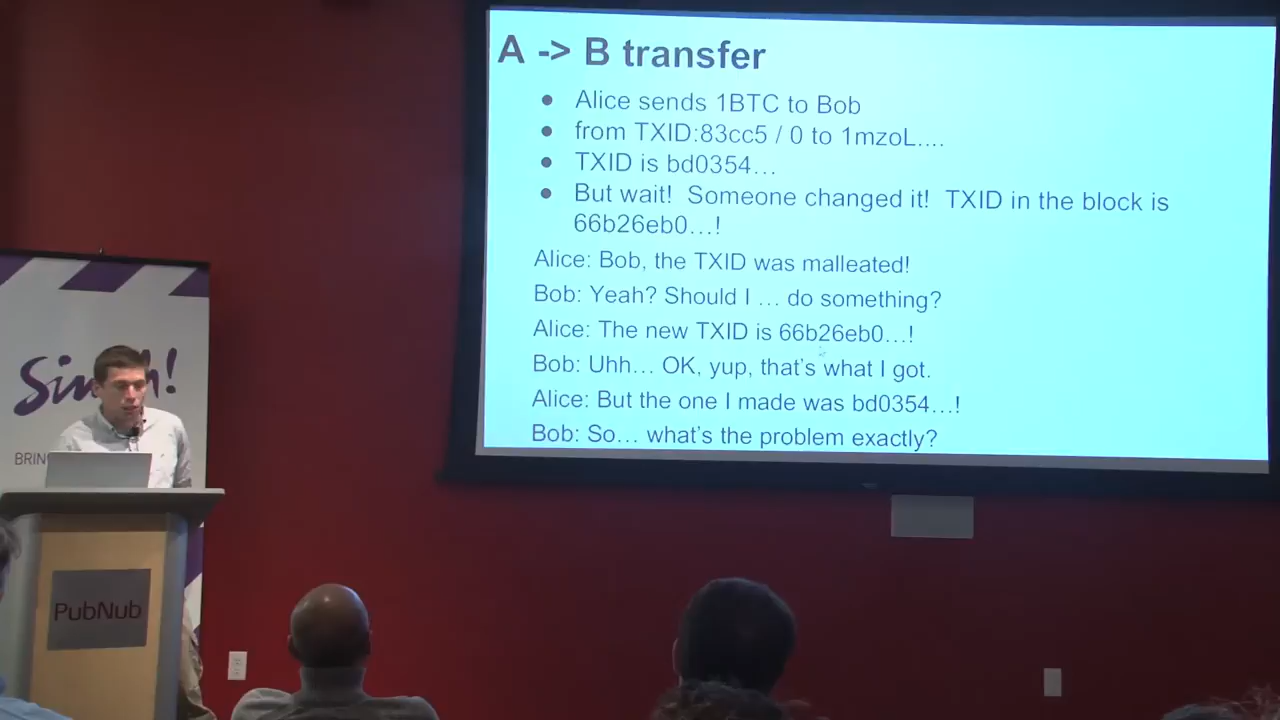 A -> B transfer
Alice sends 1BTC to Bob
from TXID:83cc5 / 0 to 1mzoL....
TXID is bd0354…
But wait! Someone changed it! TXID in the block is
66b26eb0…!
Alice: Bob, the TXID was malleated!
Bob: Yeah? Should I … do something?
Alice: The new TXID is 66b26eb0…!
Bob: Uhh… OK, yup, that’s what I got.
Alice: But the one I made was bd0354…!
Bob: So… what’s the problem exactly?
PubNub